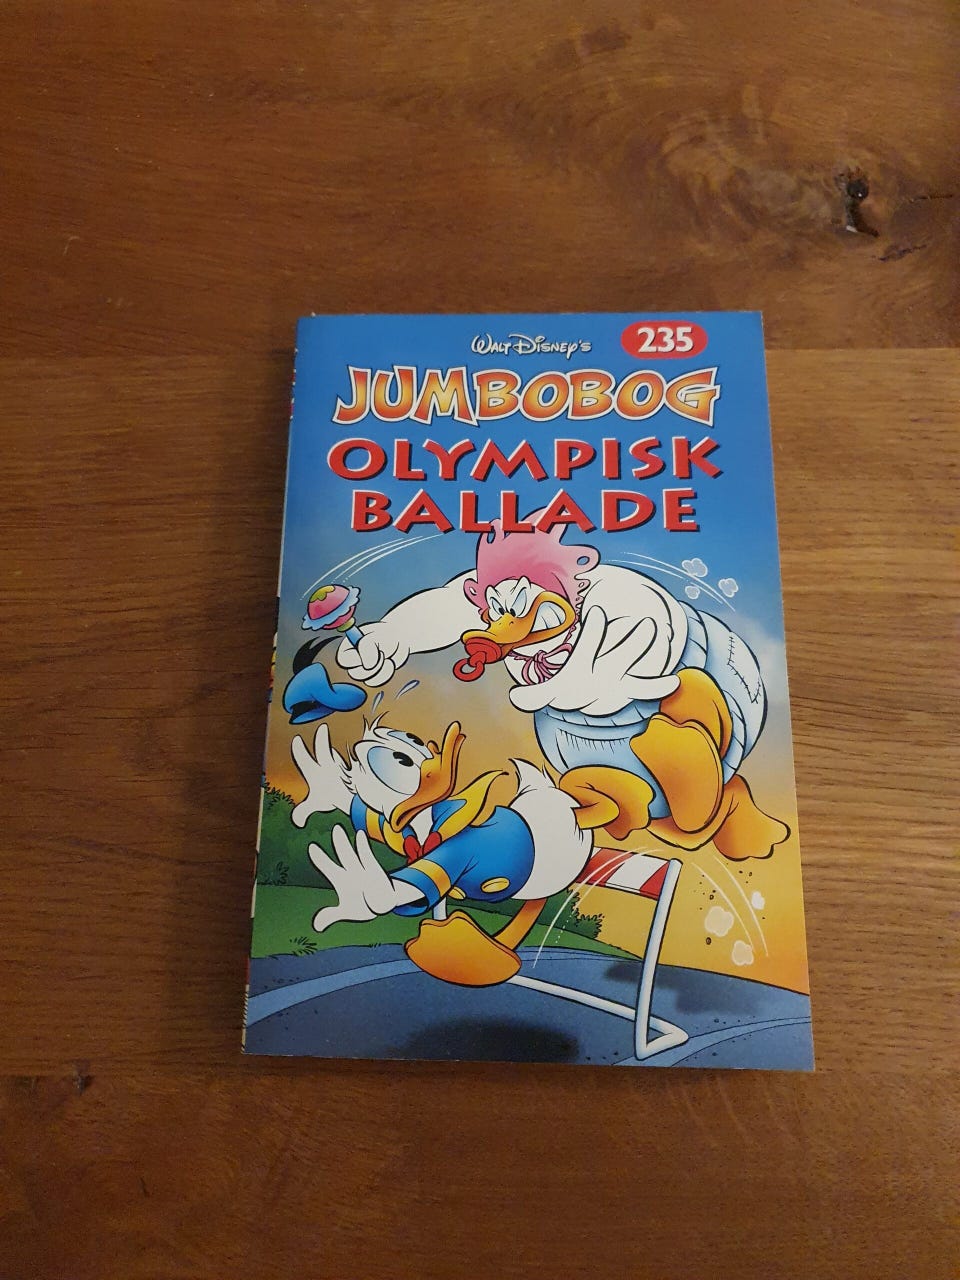 WALT DISNEY'S
235
JUMBOBOG
OLYMPISK
BALLADE